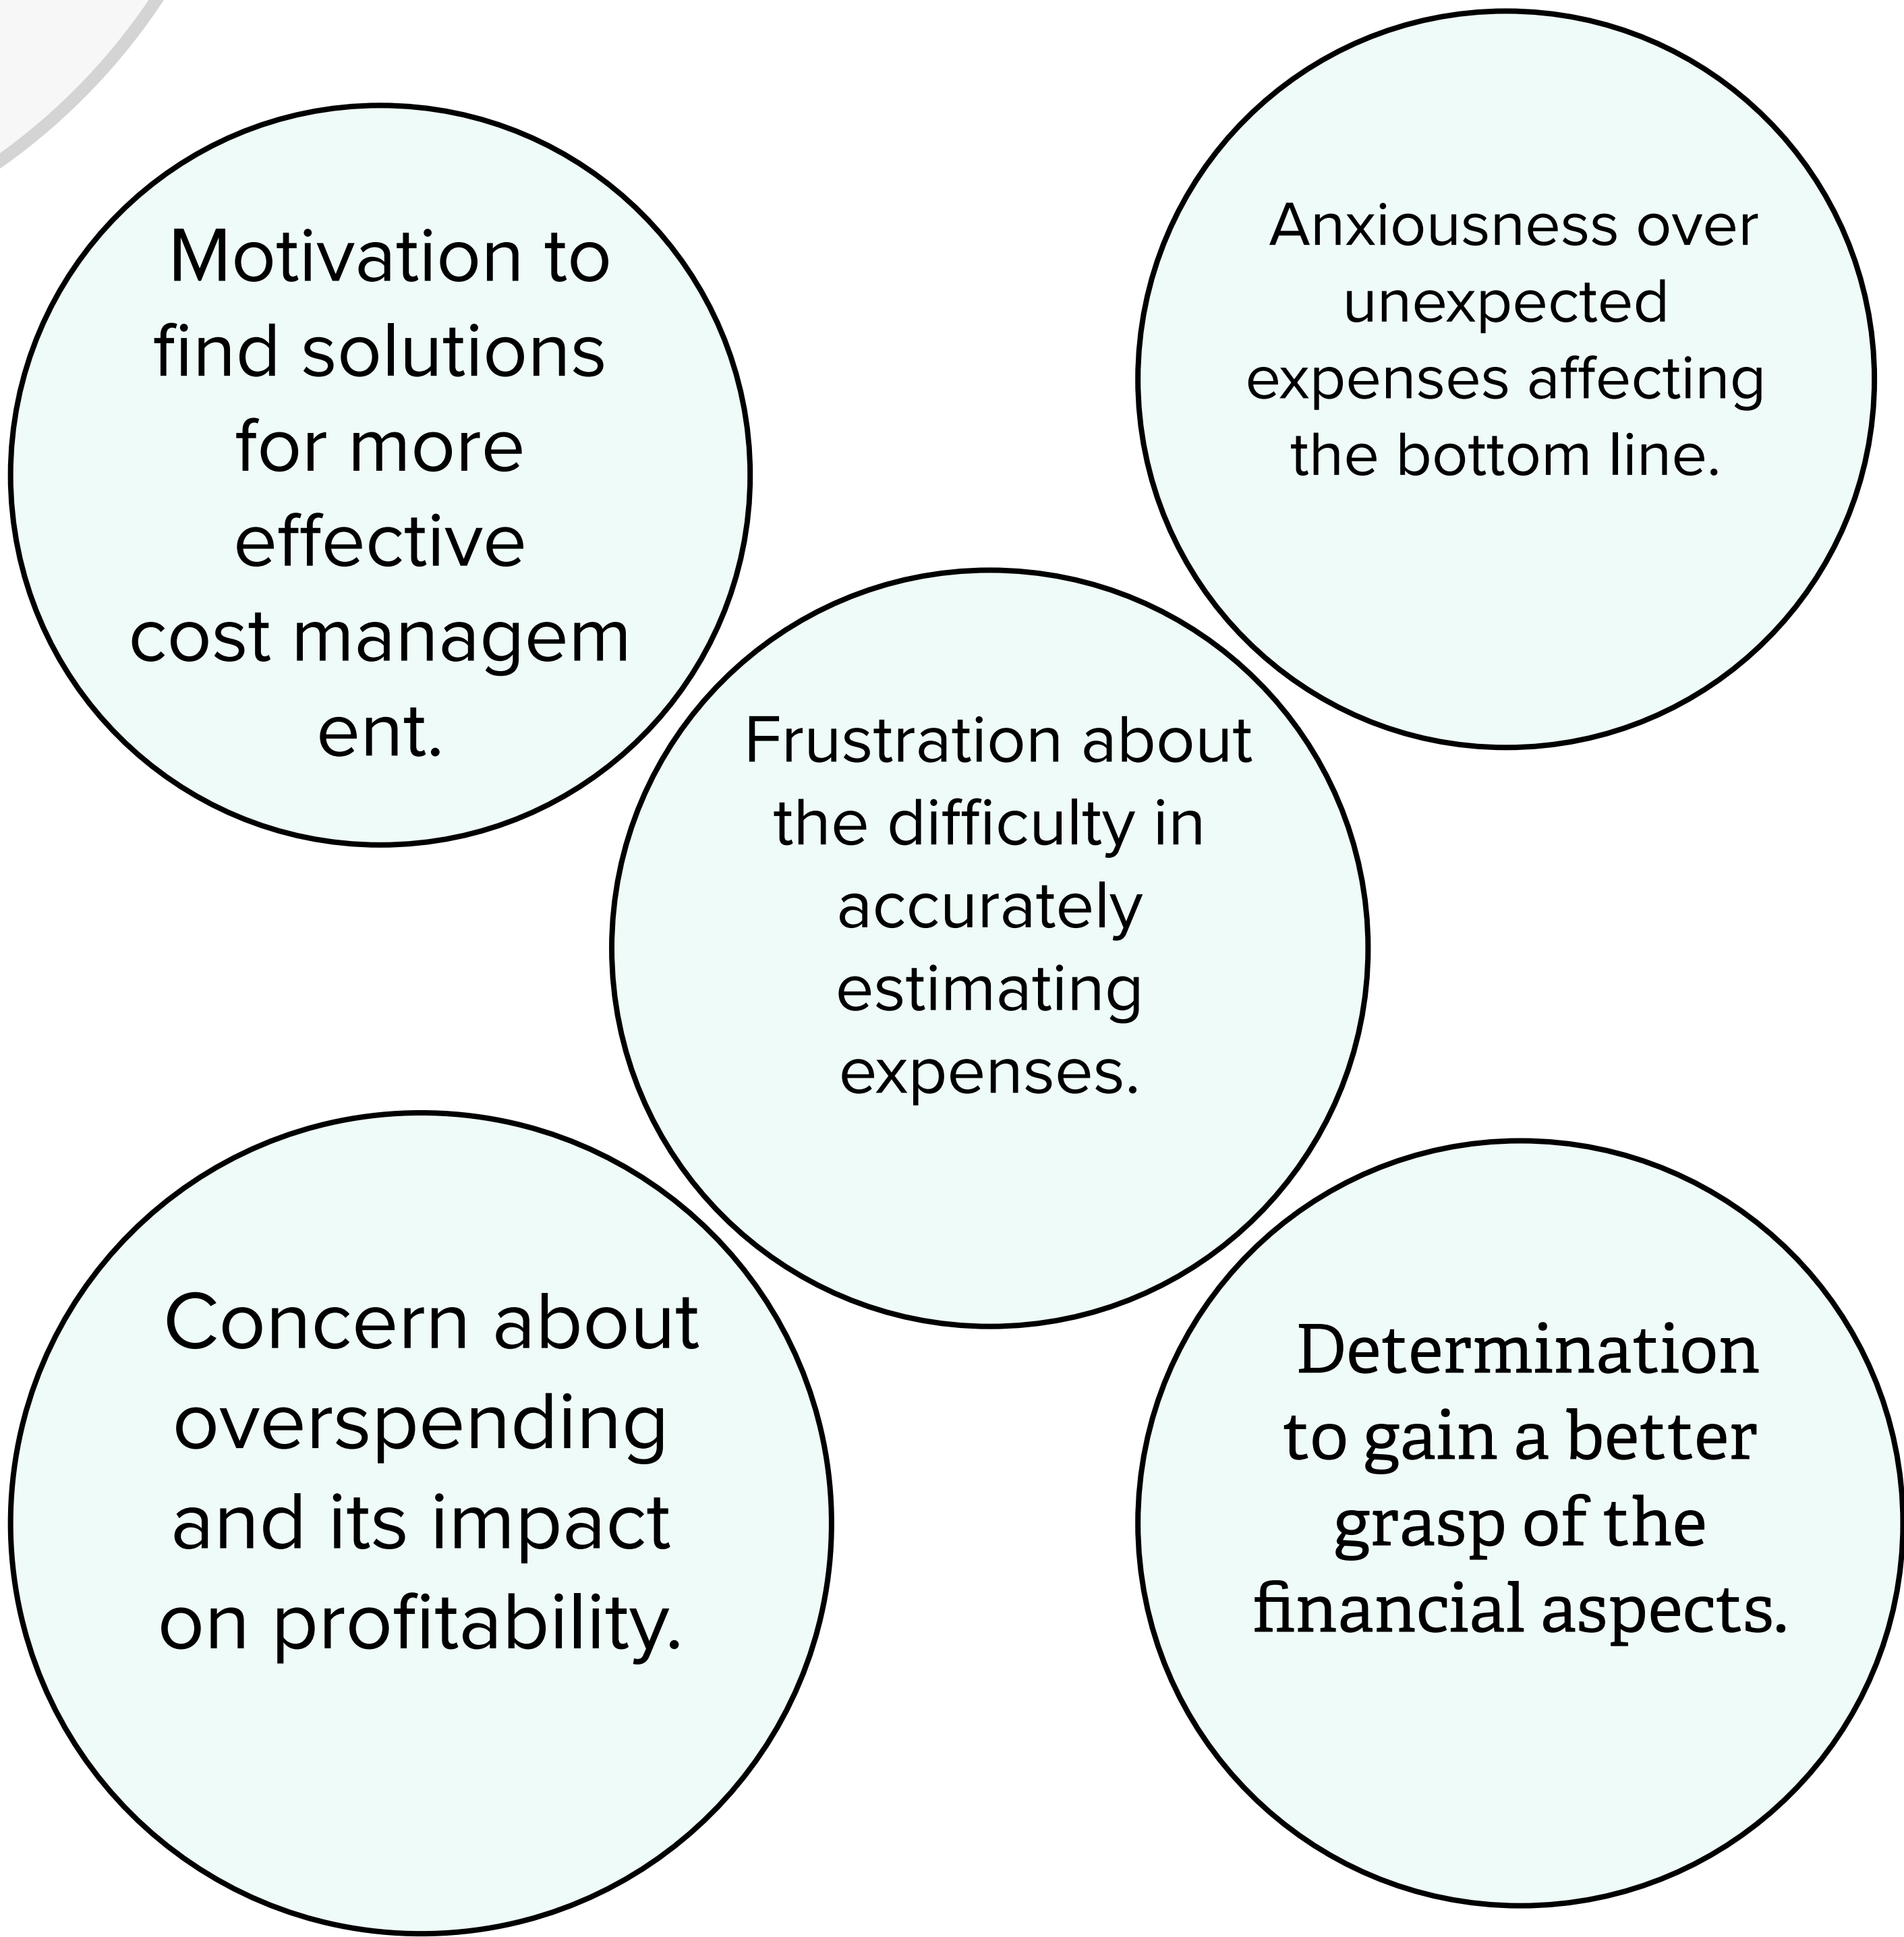 Motivation to
find solutions
for more
effective
cost managem
ent.
Anxiousness over
unexpected
expenses affecting
the bottom line.
Frustration about
the difficulty in
accurately
estimating
expenses.
Concern about
overspending
and its impact
on profitability.
Determination
to gain a better
grasp of the
financial aspects.